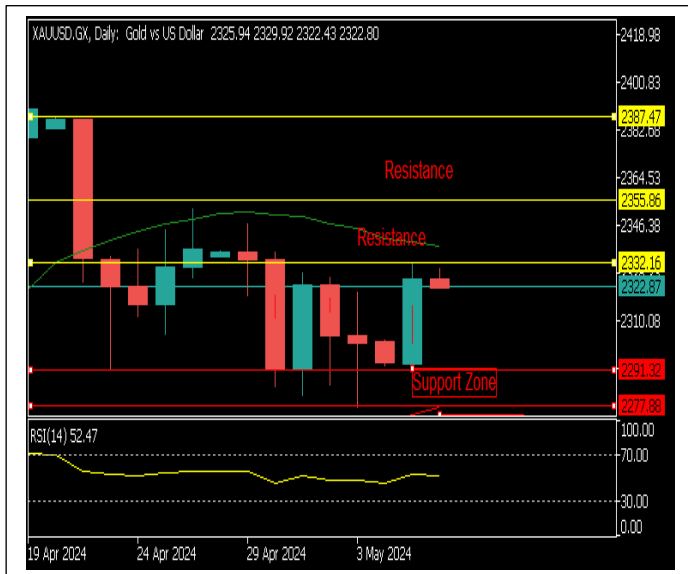 XAUUSD.GX, Daily: Gold vs US Dollar 2325.94 2329.92 2322.43 2322.80
2418.98
2400.83
2387.47
2382.68
Resistance
2364.53
2355.86
2346.38
Resistance
2332.16
2322.87
2310.08
2291.32
Support Zone
2277.88
RSI(14) 52.47
100.00
70.00
30.00
0.00
19 Apr 2024
24 Apr 2024
29 Apr 2024
3 May 2024